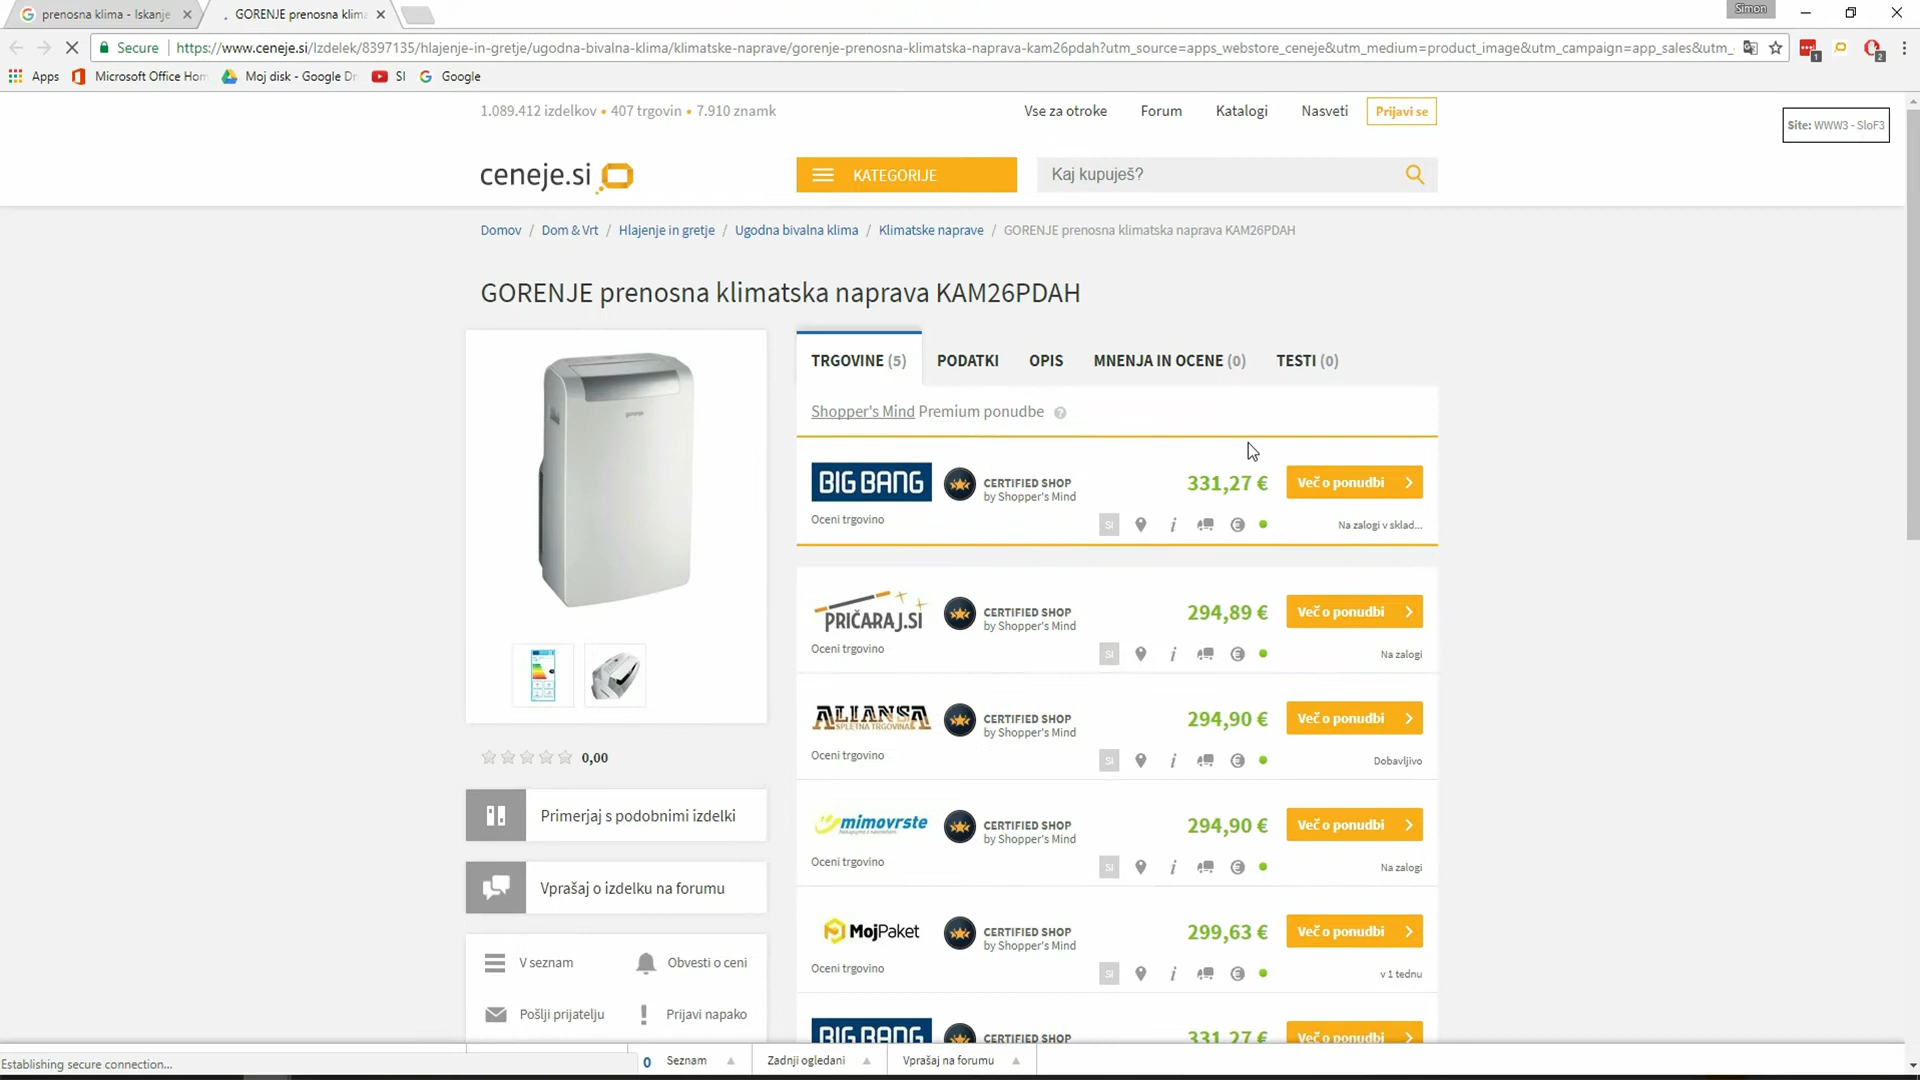 prenosna klima - Iskanje
GORENJE prenosna klim
Simon
Secure
https://www.ceneje.si/Izdelek/8397135/hlajenje-in-gretje/ugodna-bivalna-klima/klimatske-naprave/gorenje-prenosna-klimatska-naprava-kam26pdah?utm_source=apps_webstore_ceneje&utm_medium=product_image&utm_campaign=app_sales&utm_
1
2
Apps
Microsoft Office Hom
Moj disk - Google Dr
SI
Google
1.089.412 izdelkov • 407 trgovin • 7.910 znamk
Vse za otroke
Forum
Katalogi
Nasveti
Prijavi se
Site: WWW3 - SloF3
ceneje.si
KATEGORIJE
Kaj kupuješ?
Domov / Dom & Vrt / Hlajenje in gretje / Ugodna bivalna klima / Klimatske naprave / GORENJE prenosna klimatska naprava KAM26PDAH
GORENJE prenosna klimatska naprava KAM26PDAH
gorenje
TRGOVINE (5)
PODATKI
OPIS
MNENJA IN OCENE (0)
TESTI (0)
Shopper's Mind Premium ponudbe ?
BIG BANG
CERTIFIED SHOP
by Shopper's Mind
331,27 €
Več o ponudbi
Oceni trgovino
SI
Na zalogi v sklad...
PRIČARAJ.SI
CERTIFIED SHOP
by Shopper's Mind
294,89 €
Več o ponudbi
Oceni trgovino
SI
Na zalogi
ALIANSA
SPLETNA TRGOVINA
CERTIFIED SHOP
by Shopper's Mind
294,90 €
Več o ponudbi
Oceni trgovino
SI
Dobavljivo
mimovrste
CERTIFIED SHOP
by Shopper's Mind
294,90 €
Več o ponudbi
Oceni trgovino
SI
Na zalogi
MojPaket
CERTIFIED SHOP
by Shopper's Mind
299,63 €
Več o ponudbi
Oceni trgovino
SI
v 1 tednu
BIG BANG
CERTIFIED SHOP
331,27 €
Več o ponudbi
0,00
Primerjaj s podobnimi izdelki
Vprašaj o izdelku na forumu
V seznam
Obvesti o ceni
Pošlji prijatelju
Prijavi napako
Establishing secure connection...
0 Seznam
Zadnji ogledani
Vprašaj na forumu